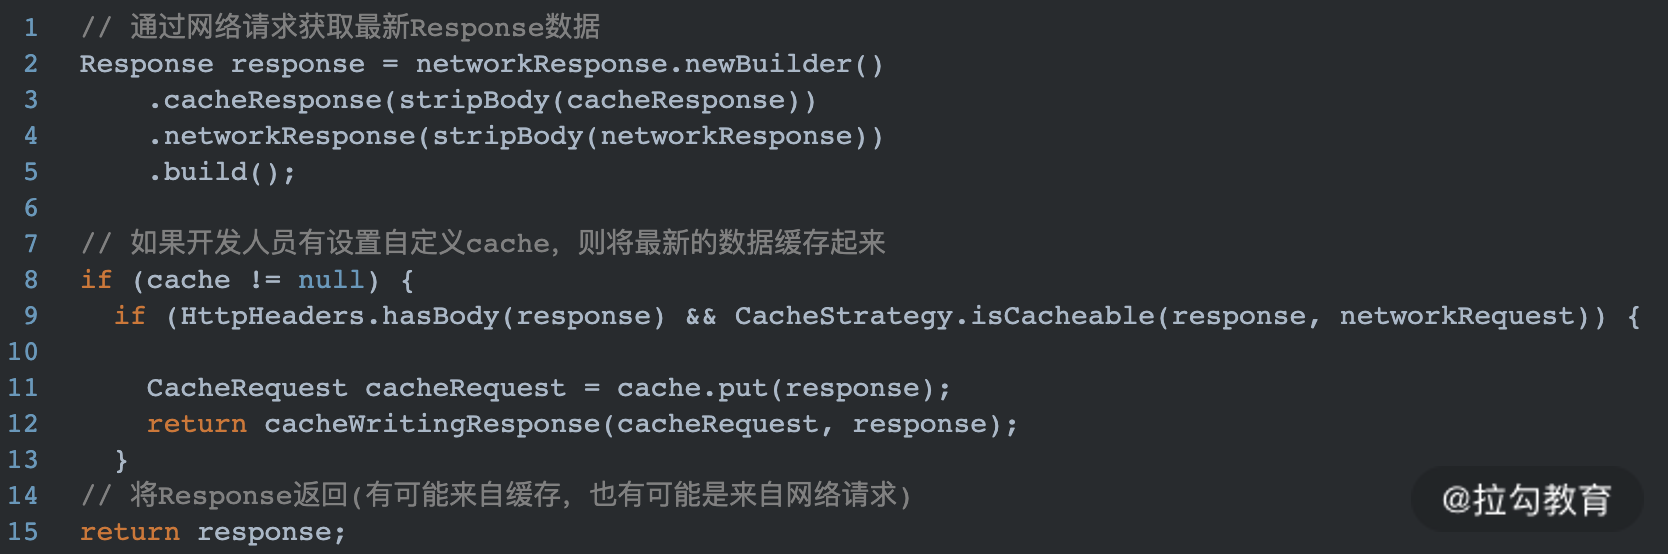 1 // 通过网络请求获取最新Response数据
2 Response response = networkResponse.newBuilder()
3     .cacheResponse(stripBody(cacheResponse))
4     .networkResponse(stripBody(networkResponse))
5     .build();
6
7 // 如果开发人员有设置自定义cache，则将最新的数据缓存起来
8 if (cache != null) {
9   if (HttpHeaders.hasBody(response) && CacheStrategy.isCacheable(response, networkRequest)) {
10
11     CacheRequest cacheRequest = cache.put(response);
12     return cacheWritingResponse(cacheRequest, response);
13   }
14 // 将Response返回(有可能来自缓存，也有可能是来自网络请求)
15 return response;
@拉勾教育